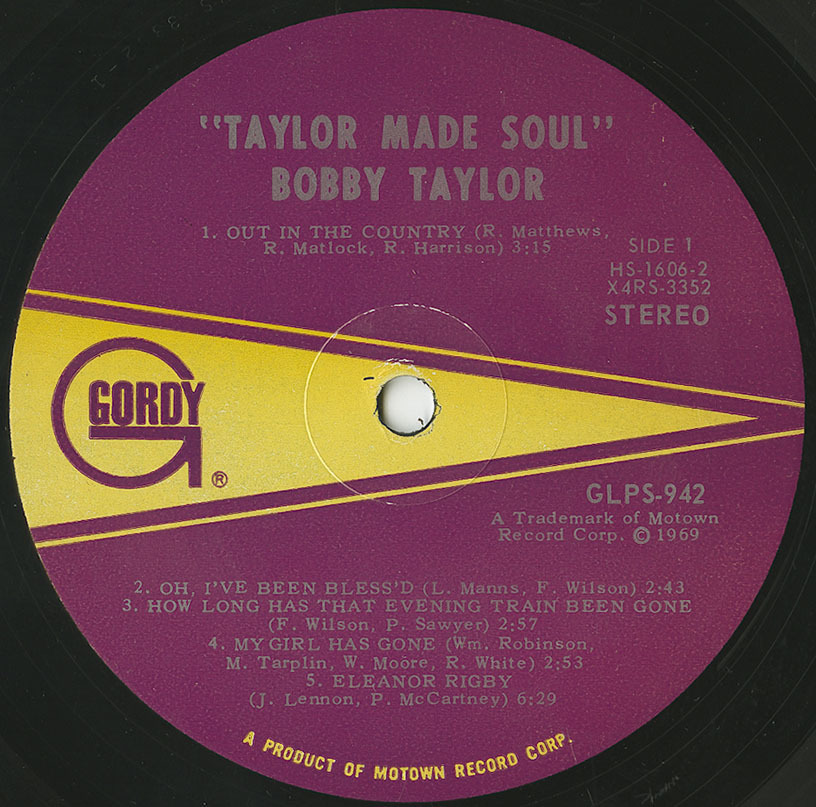 "TAYLOR MADE SOUL"
BOBBY TAYLOR
1. OUT IN THE COUNTRY (R. Matthews,
R. Matlock, R. Harrison) 3:15
SIDE 1
HS-1606-2
X4RS-3352
STEREO
GORDY
®
GLPS-942
A Trademark of Motown
Record Corp. © 1969
2. OH, I'VE BEEN BLESS'D (L. Manns, F. Wilson) 2:43
3. HOW LONG HAS THAT EVENING TRAIN BEEN GONE
(F. Wilson, P. Sawyer) 2:57
4. MY GIRL HAS GONE (Wm. Robinson,
M. Tarplin, W. Moore, R. White) 2:53
5. ELEANOR RIGBY
(J. Lennon, P. McCartney) 6:29
A PRODUCT OF MOTOWN RECORD CORP.